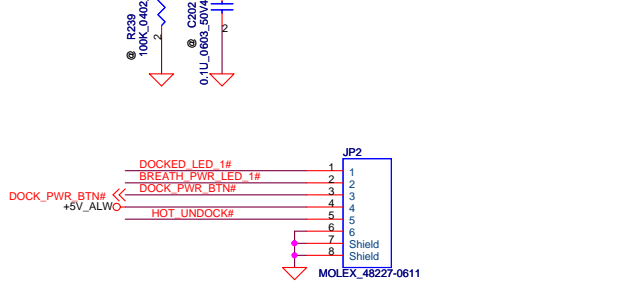 @ R239
100K_0402
2
@ C202
0.1U_0603_50V4
2
JP2
DOCKED_LED_1# 1 1
BREATH_PWR_LED_1# 2 2
DOCK_PWR_BTN# DOCK_PWR_BTN# 3 3
+5V_ALW 4 4
HOT_UNDOCK# 5 5
6 6
7 Shield
8 Shield
MOLEX_48227-0611